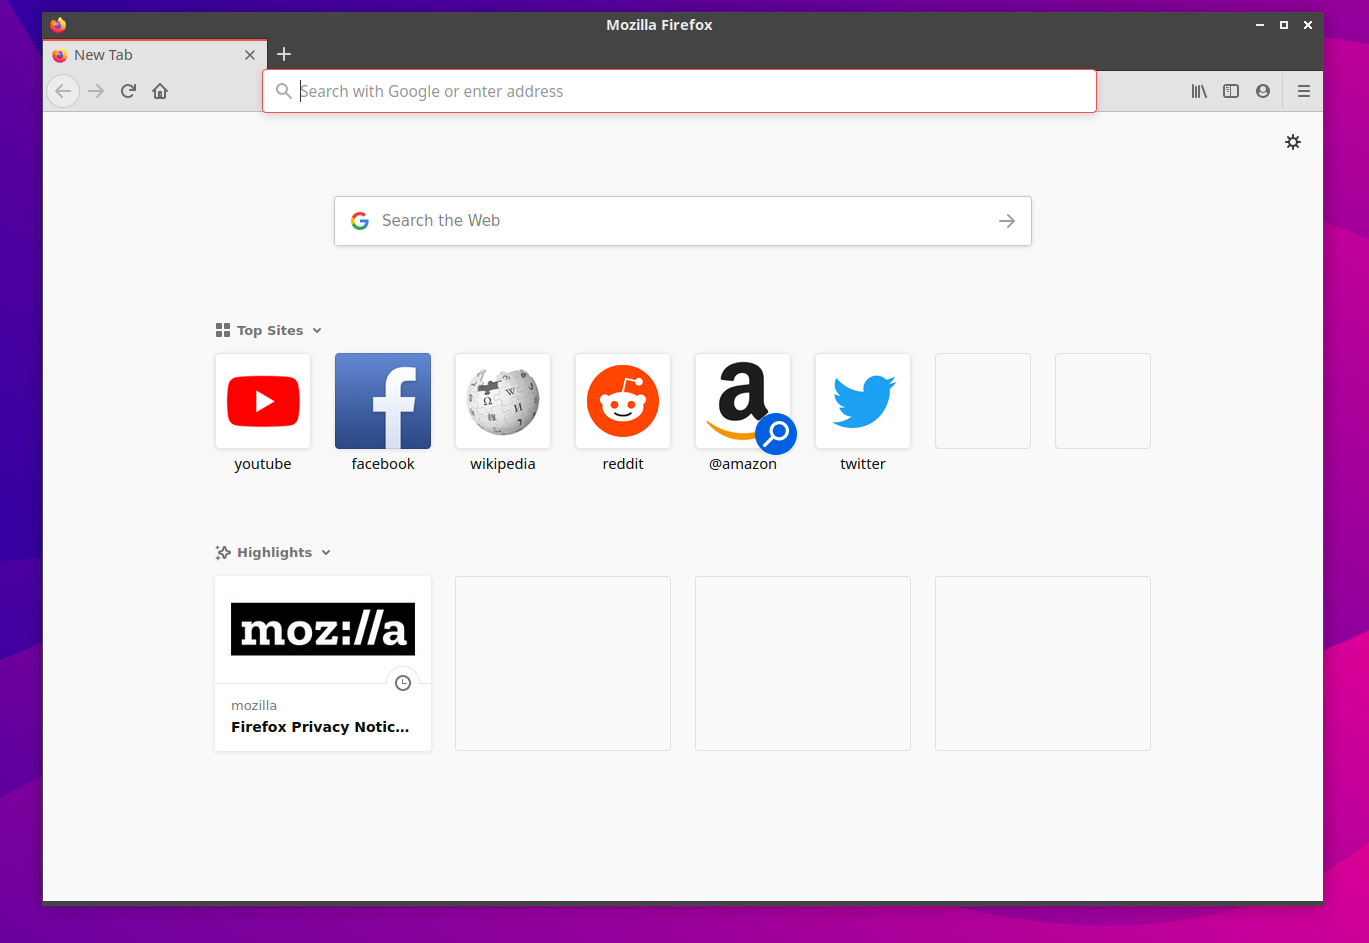 Mozilla Firefox
New Tab
Search with Google or enter address
Search the Web
Top Sites
youtube
facebook
wikipedia
reddit
@amazon
twitter
Highlights
moz://a
mozilla
Firefox Privacy Notic...